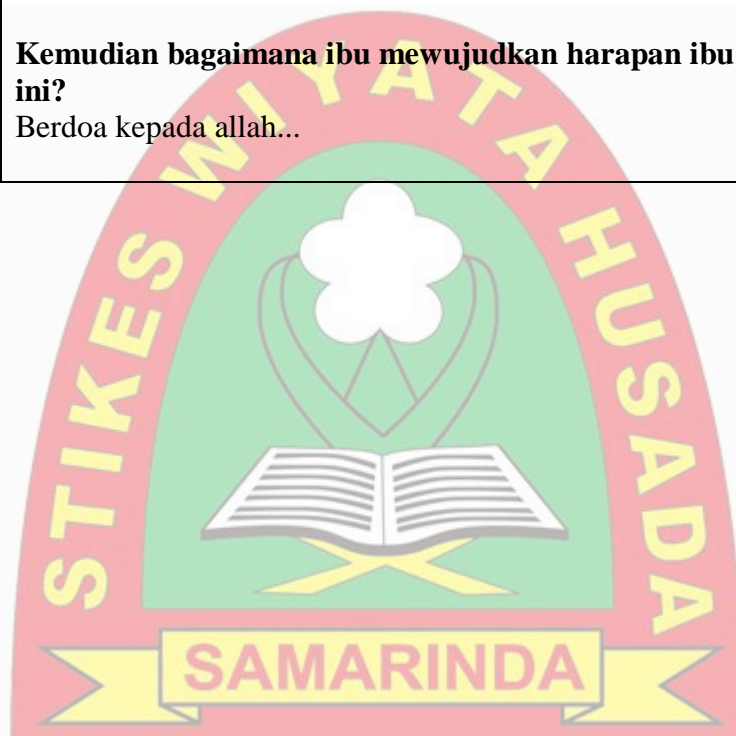 Kemudian bagaimana ibu mewujudkan harapan ibu
ini?
Berdoa kepada allah...
STIKES WIYATA HUSADA
SAMARINDA